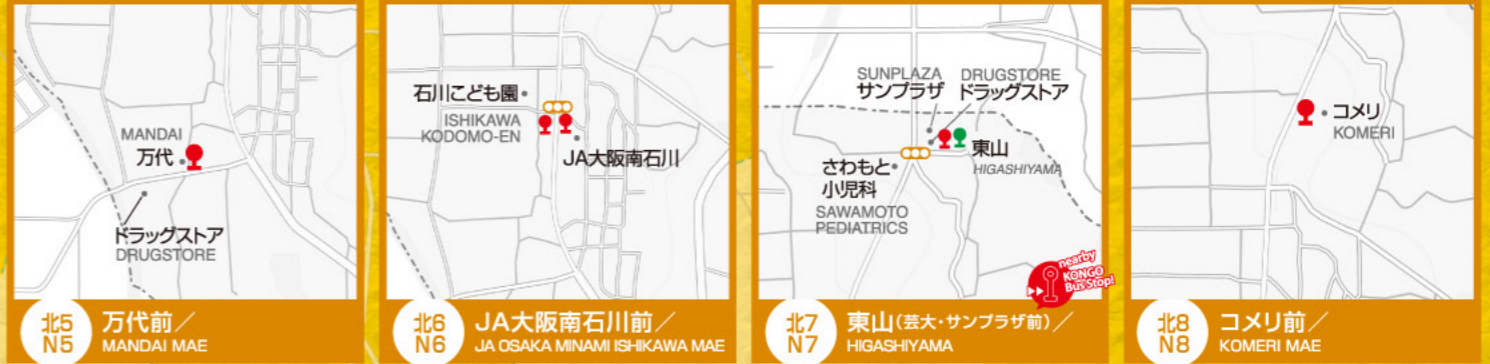 MANDAI
万代
ドラッグストア
DRUGSTORE
北5
N5
万代前／
MANDAI MAE
石川こども園
ISHIKAWA
KODOMO-EN
JA大阪南石川
北6
N6
JA大阪南石川前／
JA OSAKA MINAMI ISHIKAWA MAE
SUNPLAZA
サンプラザ
DRUGSTORE
ドラッグストア
東山
HIGASHIYAMA
さわもと
小児科
SAWAMOTO
PEDIATRICS
nearby
KONGO
Bus Stop!
北7
N7
東山(芸大・サンプラザ前)／
HIGASHIYAMA
コメリ
KOMERI
北8
N8
コメリ前／
KOMERI MAE